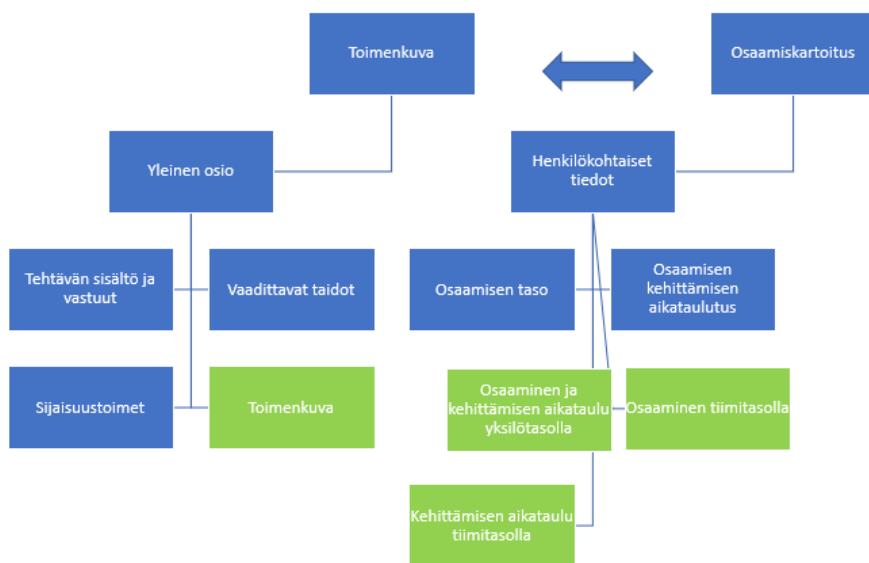 Toimenkuva
Osaamiskartoitus
Yleinen osio
Henkilökohtaiset
tiedot
Tehtävän sisältö ja
vastuut
Vaadittavat taidot
Osaamisen taso
Osaamisen
kehittämisen
aikataulutus
Sijaisuustoimet
Toimenkuva
Osaaminen ja
kehittämisen aikataulu
yksilötasolla
Osaaminen tiimitasolla
Kehittämisen aikataulu
tiimitasolla